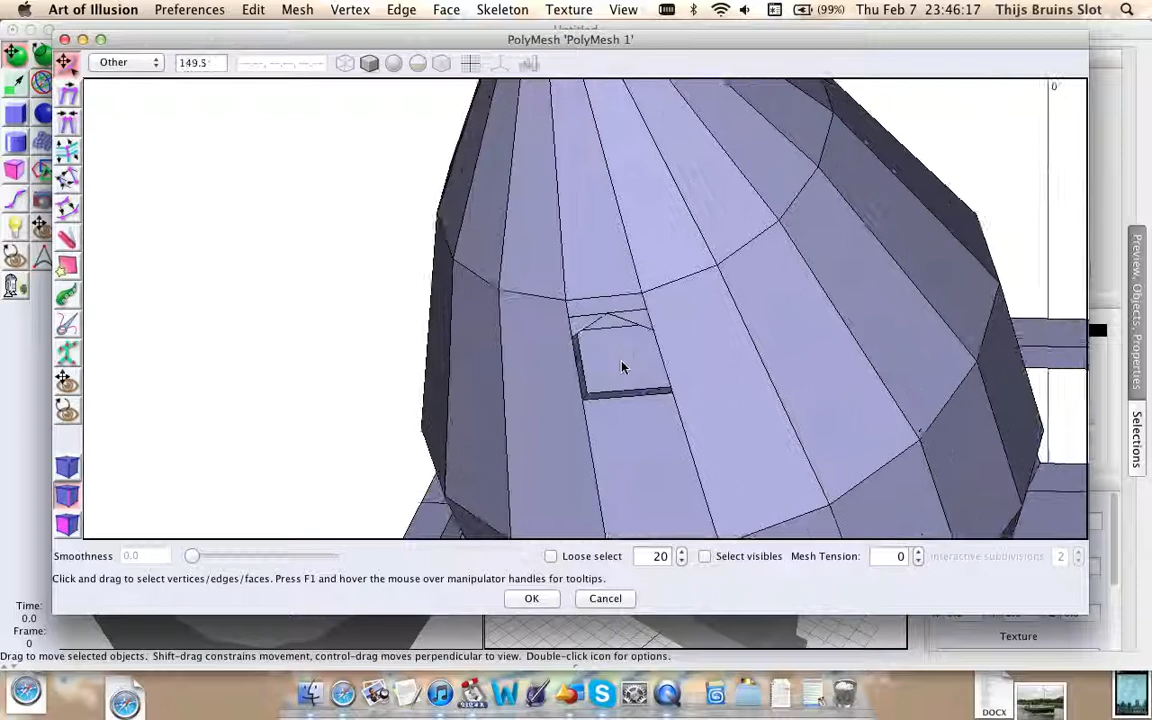 Art of Illusion Preferences Edit Mesh Vertex Edge Face Skeleton Textures View (99%) Thu Feb 7 23:46:17 Thijs Bruins Slot
PolyMesh 'PolyMesh 1'
Other 149.5
0°
Preview, Objects, Properties
Selections
Smoothness 0.0 Loose select 20 Select visibles Mesh Tension: 0 Interactive subdivisions 2
Click and drag to select vertices/edges/faces. Press F1 and hover the mouse over manipulator handles for tooltips.
OK Cancel
Time:
0.0
Frame:
0
Texture
Drag to move selected objects. Shift-drag constrains movement, control-drag moves perpendicular to view. Double-click icon for options.
DOCX